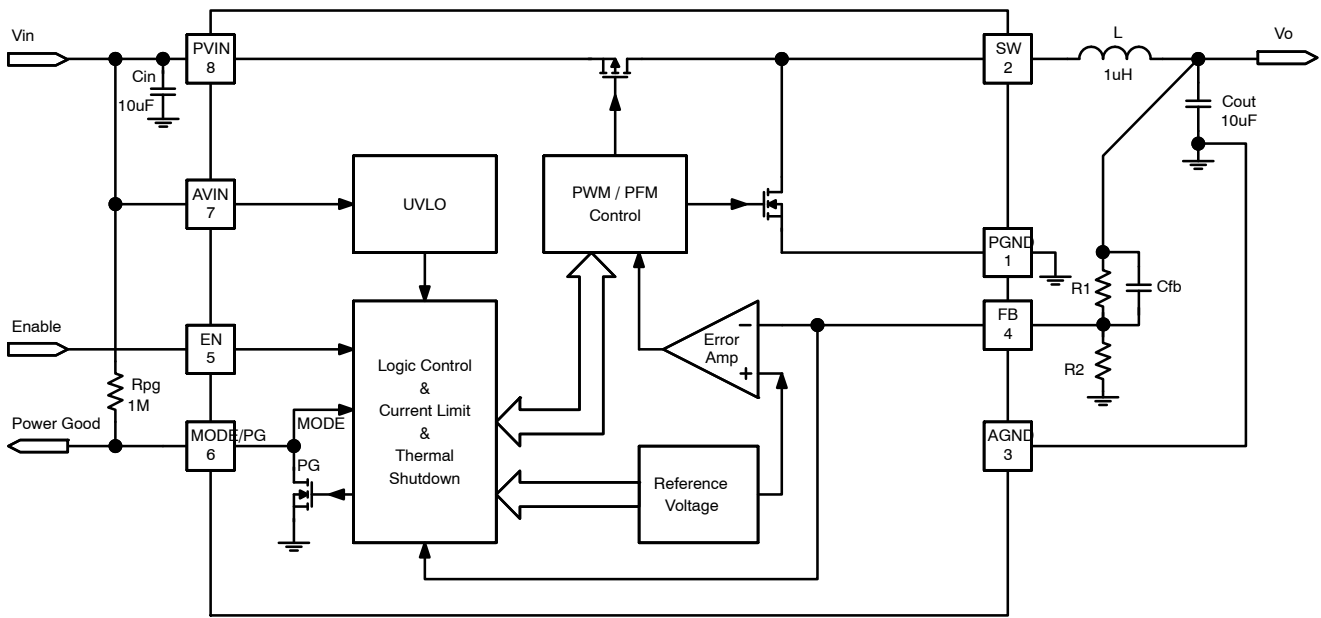 Vin
PVIN
8
Cin
10uF
SW
2
L
1uH
Vo
Cout
10uF
AVIN
7
UVLO
PWM / PFM
Control
PGND
1
R1
Cfb
Enable
EN
5
Logic Control
&
Current Limit
&
Thermal
Shutdown
Error
Amp
−
+
FB
4
R2
Rpg
1M
Power Good
MODE/PG
6
MODE
PG
Reference
Voltage
AGND
3